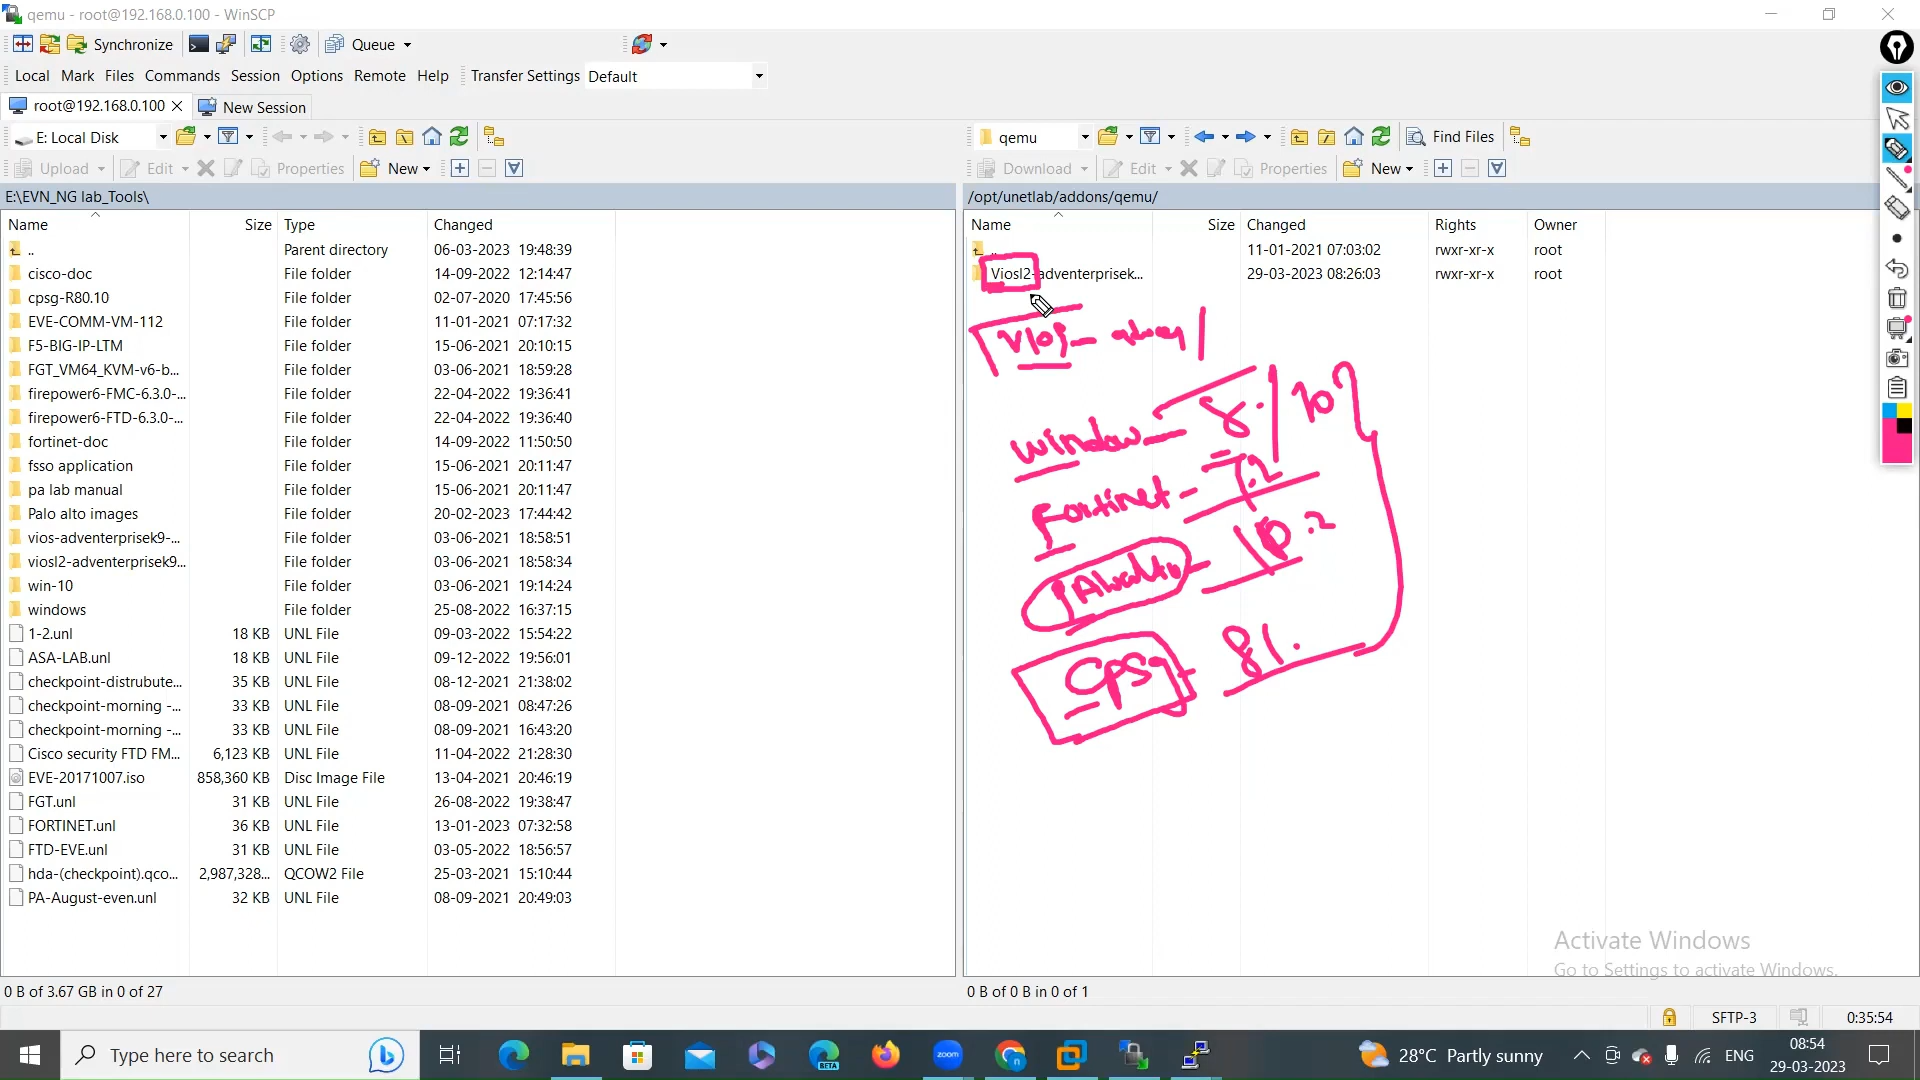 qemu - root@192.168.0.100 - WinSCP
Synchronize Queue
Local Mark Files Commands Session Options Remote Help Transfer Settings Default
root@192.168.0.100 New Session
E: Local Disk
Upload Edit Properties New
E:\EVN_NG lab_Tools\
Name Size Type Changed
.. Parent directory 06-03-2023 19:48:39
cisco-doc File folder 14-09-2022 12:14:47
cpsg-R80.10 File folder 02-07-2020 17:45:56
EVE-COMM-VM-112 File folder 11-01-2021 07:17:32
F5-BIG-IP-LTM File folder 15-06-2021 20:10:15
FGT_VM64_KVM-v6-b... File folder 03-06-2021 18:59:28
firepower6-FMC-6.3.0-... File folder 22-04-2022 19:36:41
firepower6-FTD-6.3.0-... File folder 22-04-2022 19:36:40
fortinet-doc File folder 14-09-2022 11:50:50
fsso application File folder 15-06-2021 20:11:47
pa lab manual File folder 15-06-2021 20:11:47
Palo alto images File folder 20-02-2023 17:44:42
vios-adventerprisek9-... File folder 03-06-2021 18:58:51
viosl2-adventerprisek9... File folder 03-06-2021 18:58:34
win-10 File folder 03-06-2021 19:14:24
windows File folder 25-08-2022 16:37:15
1-2.unl 18 KB UNL File 09-03-2022 15:54:22
ASA-LAB.unl 18 KB UNL File 09-12-2022 19:56:01
checkpoint-distrubute... 35 KB UNL File 08-12-2021 21:38:02
checkpoint-morning -... 33 KB UNL File 08-09-2021 08:47:26
checkpoint-morning -... 33 KB UNL File 08-09-2021 16:43:20
Cisco security FTD FM... 6,123 KB UNL File 11-04-2022 21:28:30
EVE-20171007.iso 858,360 KB Disc Image File 13-04-2021 20:46:19
FGT.unl 31 KB UNL File 26-08-2022 19:38:47
FORTINET.unl 36 KB UNL File 13-01-2023 07:32:58
FTD-EVE.unl 31 KB UNL File 03-05-2022 18:56:57
hda-(checkpoint).qco... 2,987,328... QCOW2 File 25-03-2021 15:10:44
PA-August-even.unl 32 KB UNL File 08-09-2021 20:49:03
0 B of 3.67 GB in 0 of 27
qemu Find Files
Download Edit Properties New
/opt/unetlab/addons/qemu/
Name Size Changed Rights Owner
.. 11-01-2021 07:03:02 rwxr-xr-x root
Viosl2-adventerprisek... 29-03-2023 08:26:03 rwxr-xr-x root
Vios-
window- 8. 10
Fortinet- 7.2
10.2
cpsg- 81.
0 B of 0 B in 0 of 1
Activate Windows
Go to Settings to activate Windows.
SFTP-3 0:35:54
Type here to search BETA zoom n 28°C Partly sunny ENG 08:54
29-03-2023